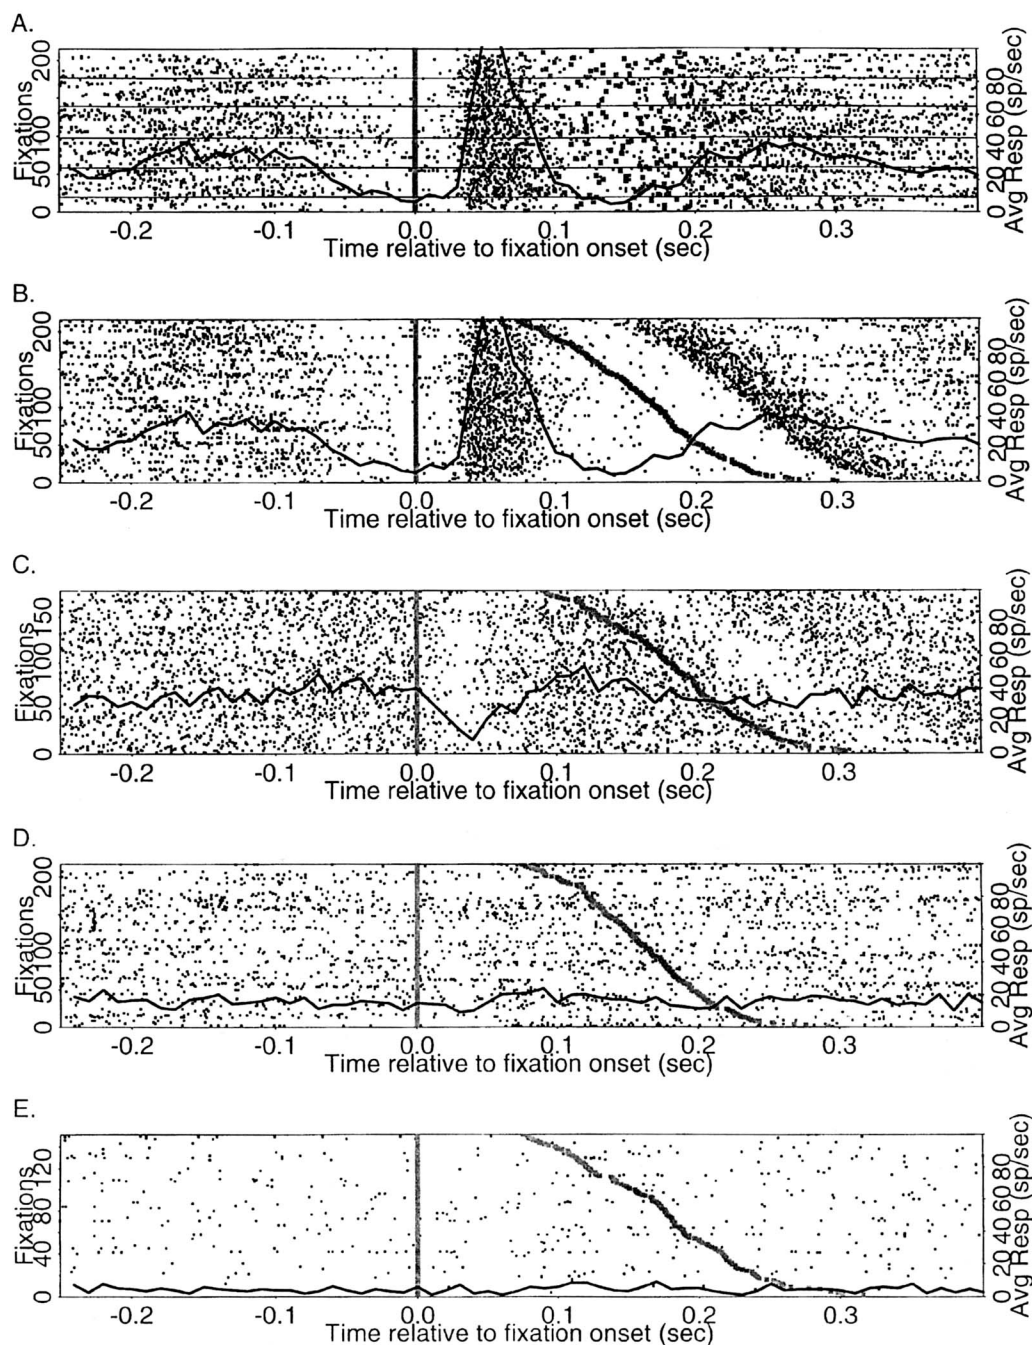 A.
Fixations
0 50 100 200
Avg Resp (sp/sec)
0 20 40 60 80
-0.2 -0.1 0.0 0.1 0.2 0.3
Time relative to fixation onset (sec)
B.
Fixations
0 50 100 200
Avg Resp (sp/sec)
0 20 40 60 80
-0.2 -0.1 0.0 0.1 0.2 0.3
Time relative to fixation onset (sec)
C.
Fixations
0 50 100 150
Avg Resp (sp/sec)
0 20 40 60 80
-0.2 -0.1 0.0 0.1 0.2 0.3
Time relative to fixation onset (sec)
D.
Fixations
0 50 100 200
Avg Resp (sp/sec)
0 20 40 60 80
-0.2 -0.1 0.0 0.1 0.2 0.3
Time relative to fixation onset (sec)
E.
Fixations
0 40 80 120
Avg Resp (sp/sec)
0 20 40 60 80
-0.2 -0.1 0.0 0.1 0.2 0.3
Time relative to fixation onset (sec)